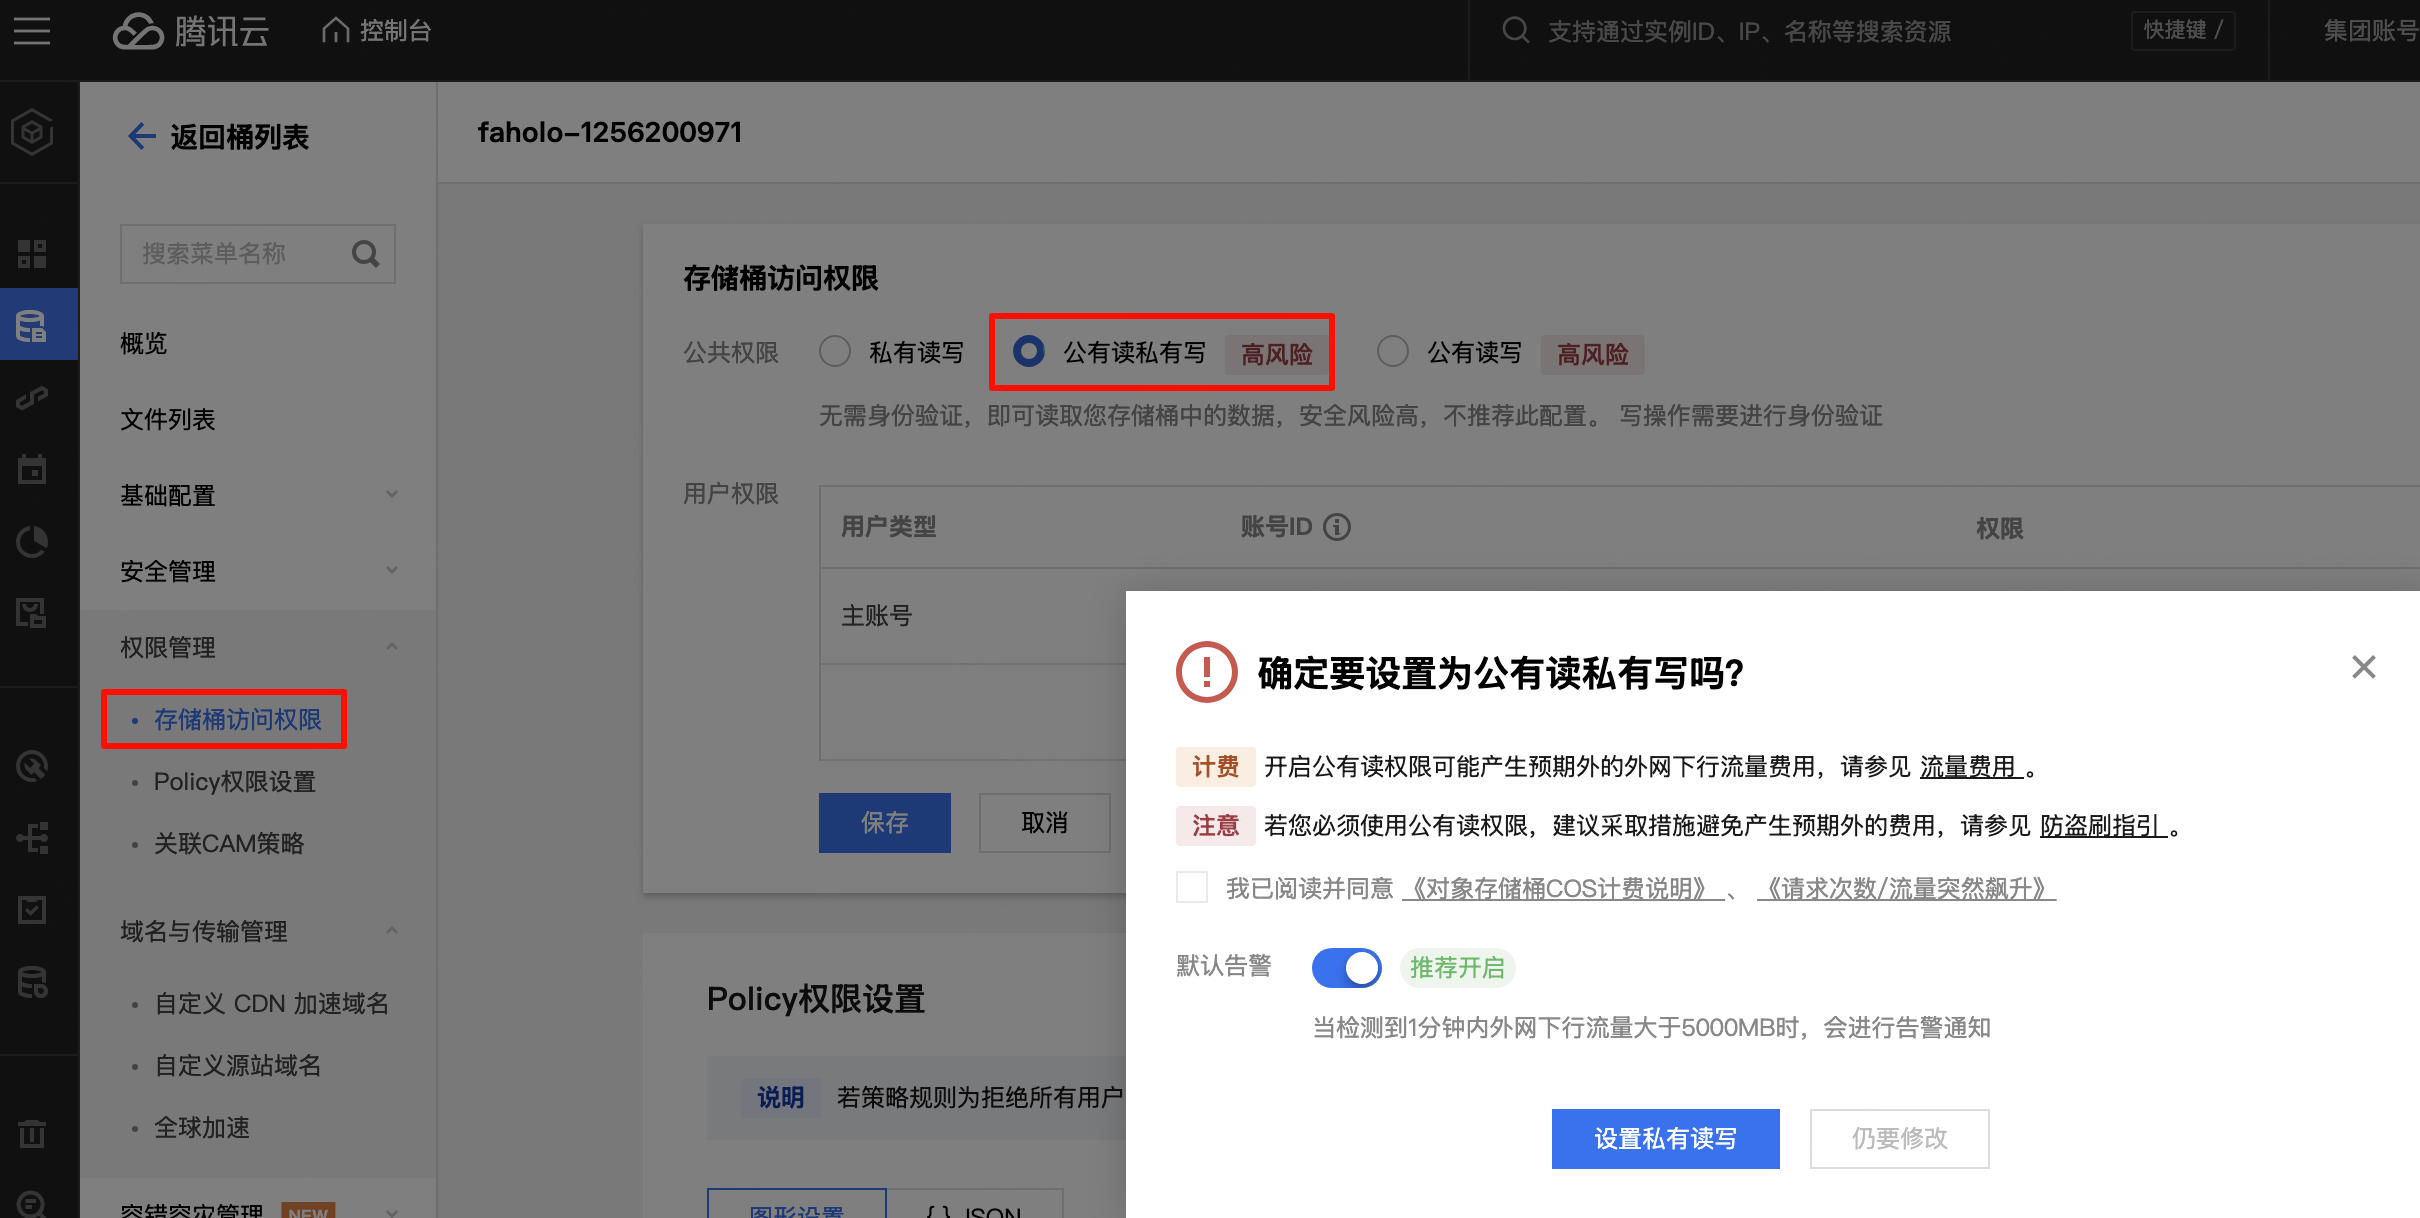 腾讯云
控制台
支持通过实例ID、IP、名称等搜索资源
快捷键 /
集团账号
返回桶列表
faholo-1256200971
搜索菜单名称
概览
文件列表
基础配置
安全管理
权限管理
存储桶访问权限
Policy权限设置
关联CAM策略
域名与传输管理
自定义 CDN 加速域名
自定义源站域名
全球加速
容错容灾管理 NEW
存储桶访问权限
公共权限 私有读写 公有读私有写 高风险 公有读写 高风险
无需身份验证，即可读取您存储桶中的数据，安全风险高，不推荐此配置。 写操作需要进行身份验证
用户权限
用户类型 账号ID 权限
主账号
保存 取消
Policy权限设置
说明 若策略规则为拒绝所有用户
图形设置 {} JSON
确定要设置为公有读私有写吗?
计费 开启公有读权限可能产生预期外的外网下行流量费用，请参见 流量费用 。
注意 若您必须使用公有读权限，建议采取措施避免产生预期外的费用，请参见 防盗刷指引 。
我已阅读并同意 《对象存储桶COS计费说明》 、 《请求次数/流量突然飙升》
默认告警 推荐开启
当检测到1分钟内外网下行流量大于5000MB时，会进行告警通知
设置私有读写 仍要修改